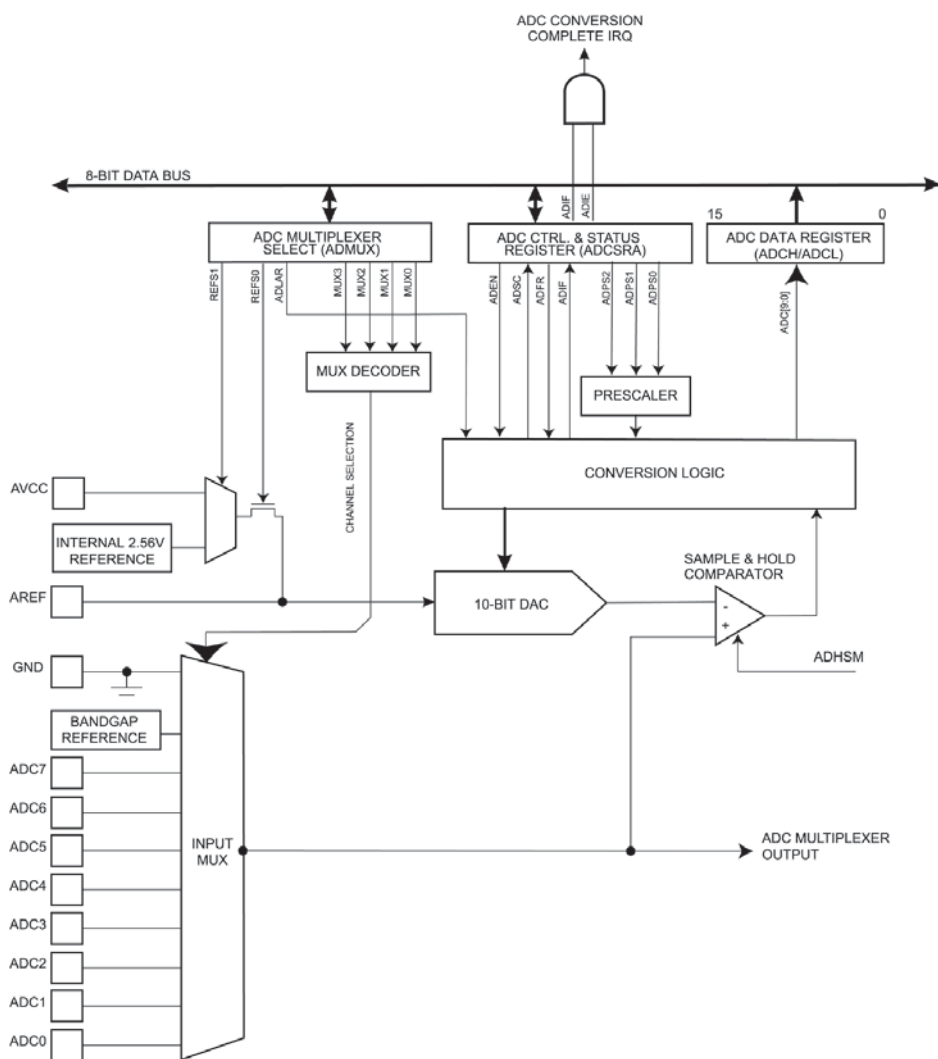 ADC CONVERSION
COMPLETE IRQ
8-BIT DATA BUS
ADIF
ADIE
15
0
ADC MULTIPLEXER
SELECT (ADMUX)
ADC CTRL. & STATUS
REGISTER (ADCSRA)
ADC DATA REGISTER
(ADCH/ADCL)
REFS1
REFS0
ADLAR
MUX3
MUX2
MUX1
MUX0
ADEN
ADSC
ADFR
ADIF
ADPS2
ADPS1
ADPS0
ADC[9:0]
MUX DECODER
PRESCALER
CHANNEL SELECTION
CONVERSION LOGIC
AVCC
INTERNAL 2.56V
REFERENCE
SAMPLE & HOLD
COMPARATOR
AREF
10-BIT DAC
-
+
GND
ADHSM
BANDGAP
REFERENCE
ADC7
ADC6
ADC5
ADC4
ADC3
ADC2
ADC1
ADC0
INPUT
MUX
ADC MULTIPLEXER
OUTPUT